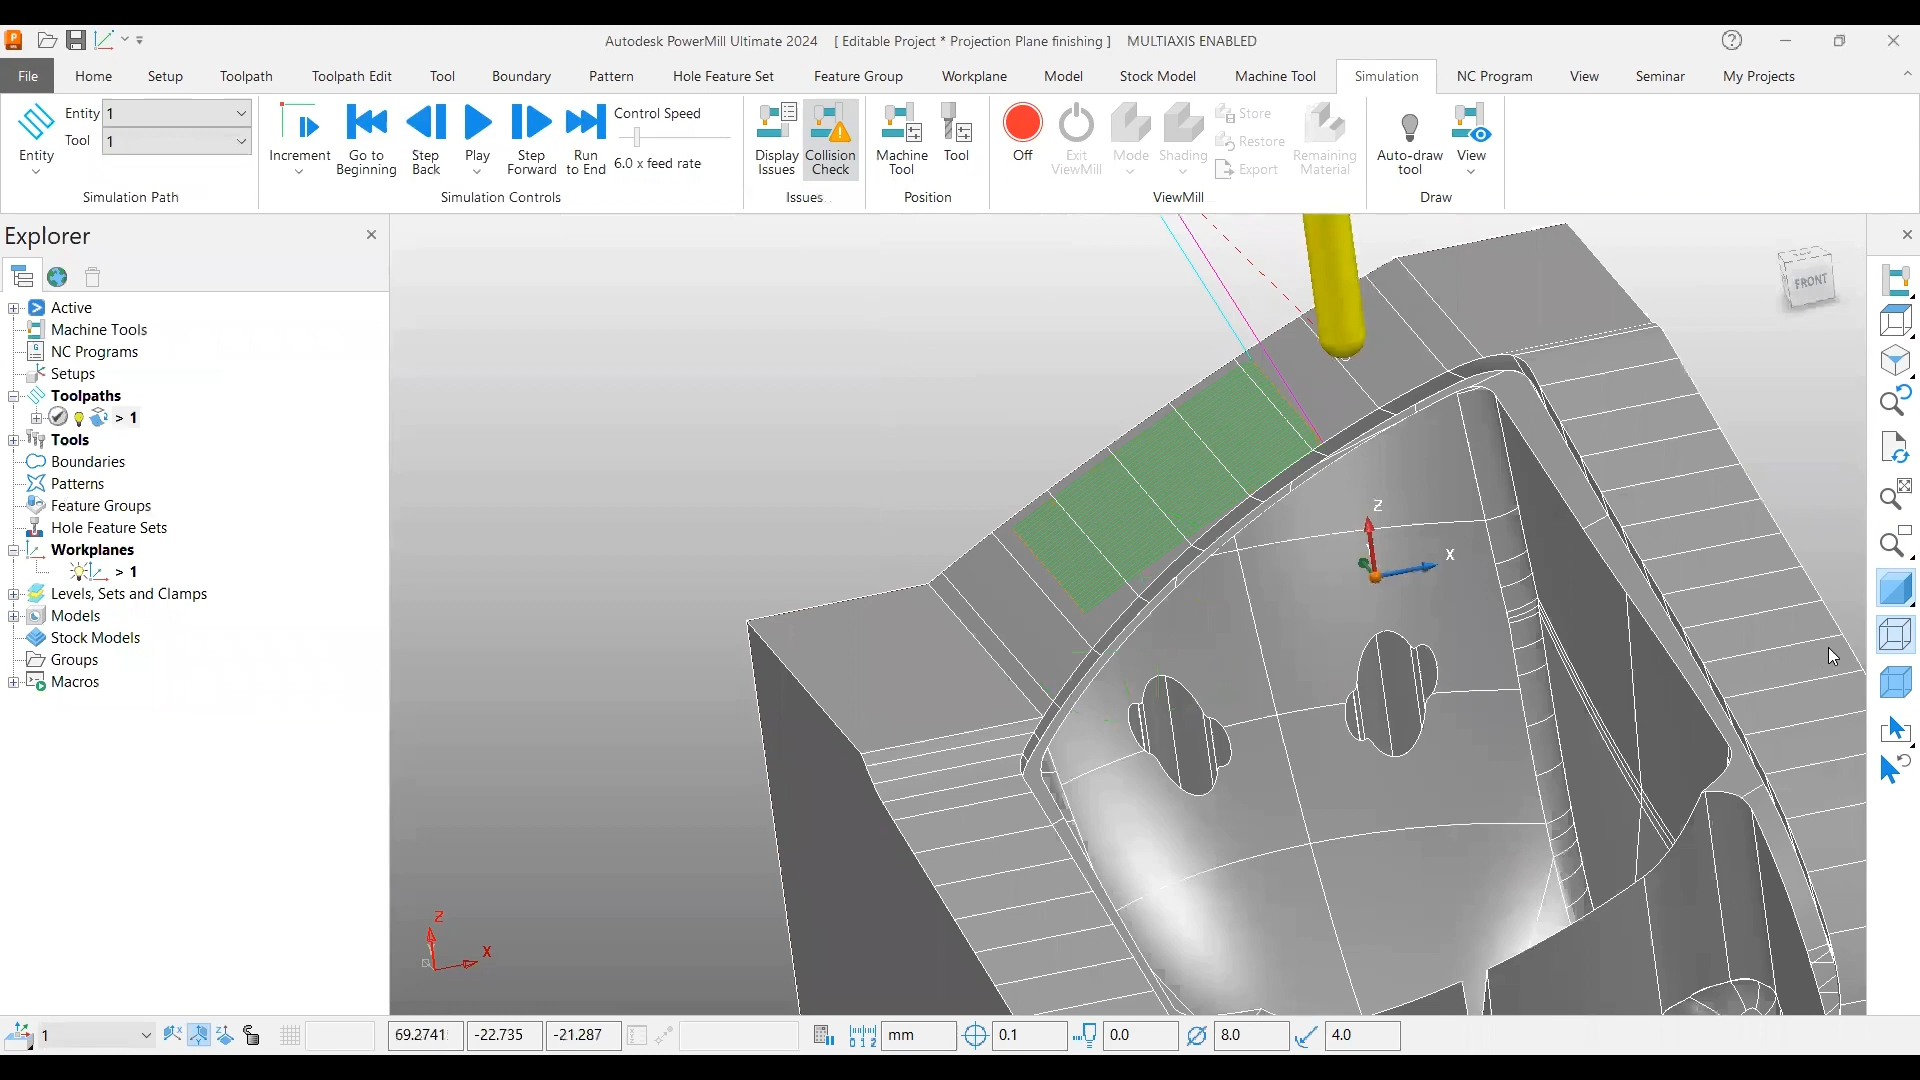 Autodesk PowerMill Ultimate 2024 [ Editable Project * Projection Plane finishing ] MULTIAXIS ENABLED
File Home Setup Toolpath Toolpath Edit Tool Boundary Pattern Hole Feature Set Feature Group Workplane Model Stock Model Machine Tool Simulation NC Program View Seminar My Projects
Entity
Entity 1
Tool 1
Simulation Path
Increment
Go to Beginning
Step Back
Play
Step Forward
Run to End
Control Speed
6.0 x feed rate
Simulation Controls
Display Issues
Collision Check
Issues
Machine Tool
Tool
Position
Off
Exit ViewMill
Mode
Shading
Store
Restore
Export
Remaining Material
ViewMill
Auto-draw tool
View
Draw
Explorer
Active
Machine Tools
NC Programs
Setups
Toolpaths
> 1
Tools
Boundaries
Patterns
Feature Groups
Hole Feature Sets
Workplanes
> 1
Levels, Sets and Clamps
Models
Stock Models
Groups
Macros
FRONT
Z
X
Z
X
1 69.2741 -22.735 -21.287 mm 0.1 0.0 8.0 4.0